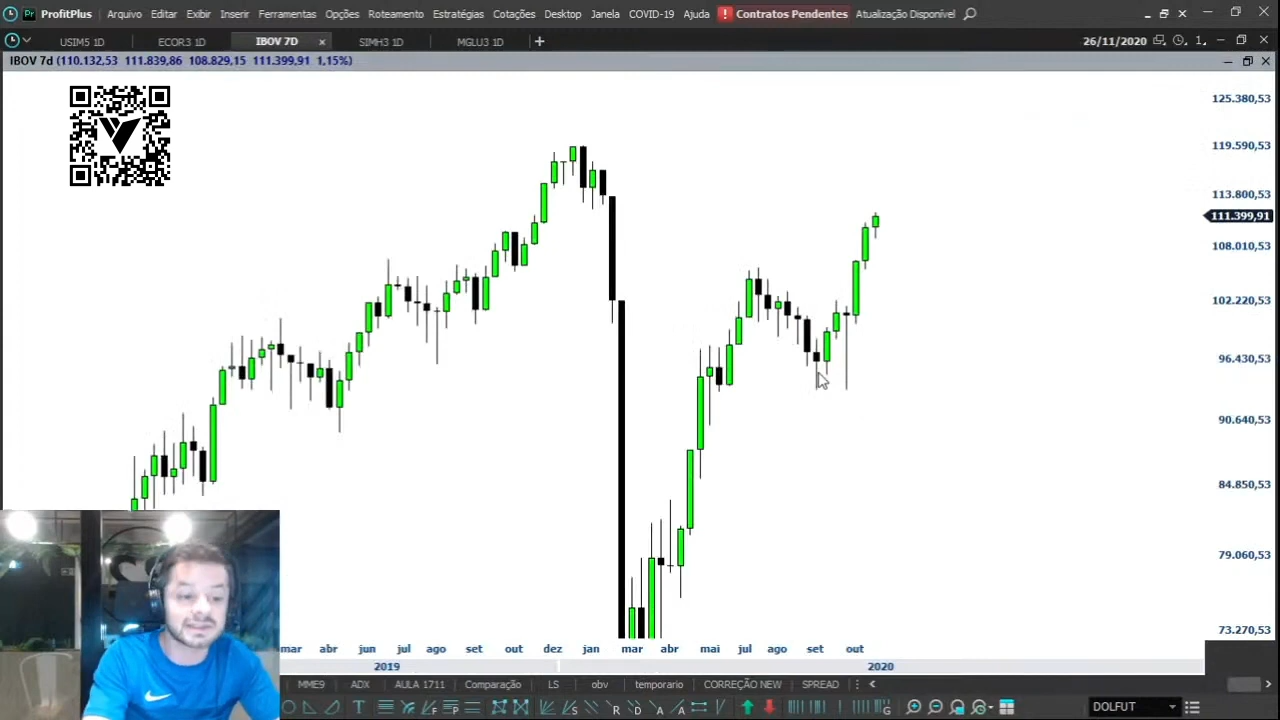 Pr ProfitPlus Arquivo Editar Exibir Inserir Ferramentas Opções Roteamento Estratégias Cotações Desktop Janela COVID-19 Ajuda ! Contratos Pendentes Atualização Disponível
USIM5 1D ECOR3 1D IBOV 7D x SIMH3 1D MGLU3 1D + 26/11/2020 1
IBOV 7d (110.132,53 111.839,86 108.829,15 111.399,91 1,15%)
125.380,53
119.590,53
113.800,53
111.399,91
108.010,53
102.220,53
96.430,53
90.640,53
84.850,53
79.060,53
73.270,53
mar abr jun jul ago set out dez jan mar abr mai jul ago set out
2019 2020
MME9 ADX AULA 1711 Comparação LS obv temporario CORREÇÃO NEW SPREAD
DOLFUT